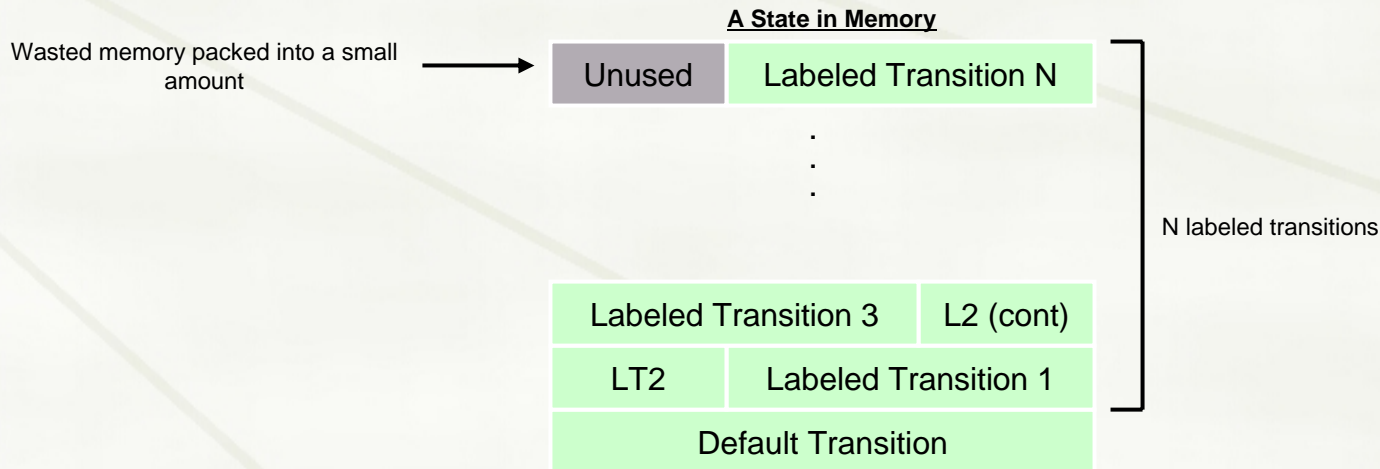 A State in Memory
Wasted memory packed into a small
amount
Unused
Labeled Transition N
.
.
.
N labeled transitions
Labeled Transition 3
L2 (cont)
LT2
Labeled Transition 1
Default Transition